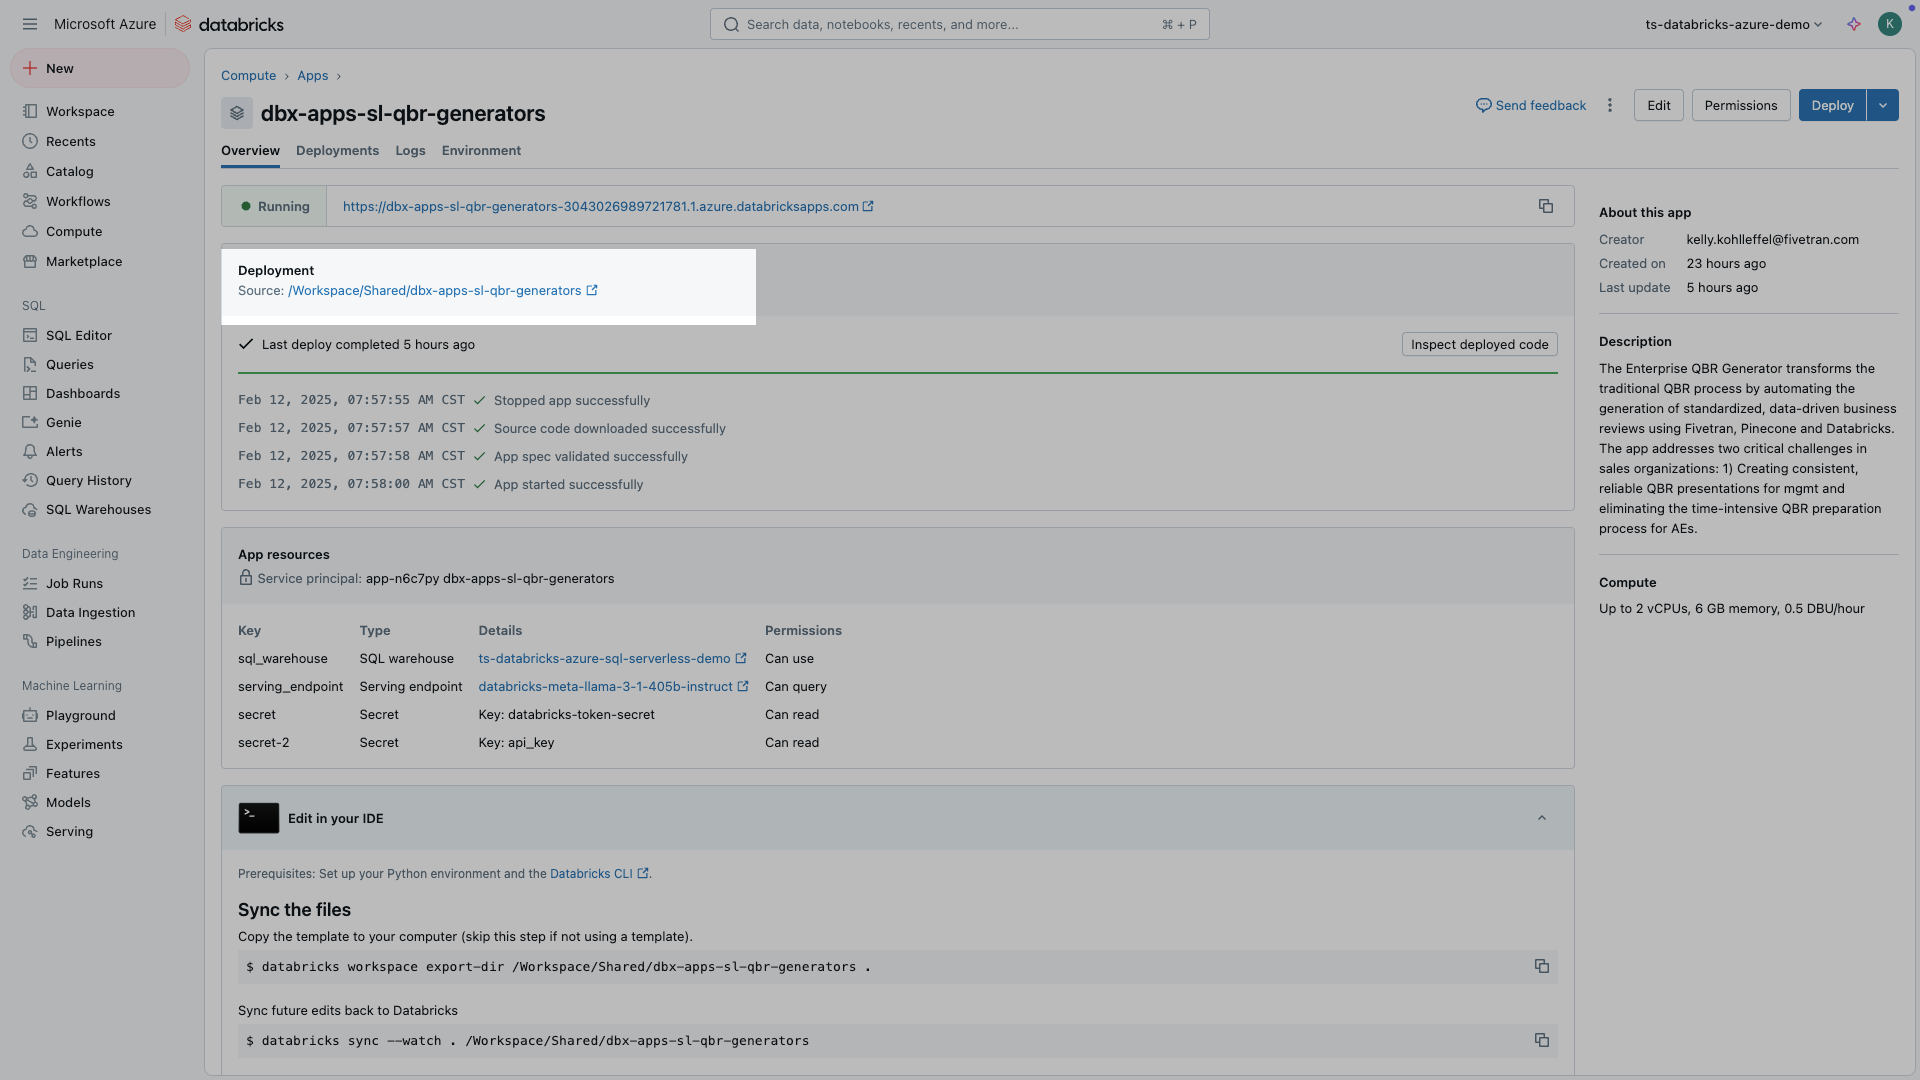 Microsoft Azure databricks
Search data, notebooks, recents, and more... ⌘ + P
ts-databricks-azure-demo
K
New
Workspace
Recents
Catalog
Workflows
Compute
Marketplace
SQL
SQL Editor
Queries
Dashboards
Genie
Alerts
Query History
SQL Warehouses
Data Engineering
Job Runs
Data Ingestion
Pipelines
Machine Learning
Playground
Experiments
Features
Models
Serving
Compute › Apps ›
dbx-apps-sl-qbr-generators
Send feedback Edit Permissions Deploy
Overview Deployments Logs Environment
Running https://dbx-apps-sl-qbr-generators-3043026989721781.1.azure.databricksapps.com
Deployment
Source: /Workspace/Shared/dbx-apps-sl-qbr-generators
Last deploy completed 5 hours ago Inspect deployed code
Feb 12, 2025, 07:57:55 AM CST ✓ Stopped app successfully
Feb 12, 2025, 07:57:57 AM CST ✓ Source code downloaded successfully
Feb 12, 2025, 07:57:58 AM CST ✓ App spec validated successfully
Feb 12, 2025, 07:58:00 AM CST ✓ App started successfully
App resources
Service principal: app-n6c7py dbx-apps-sl-qbr-generators
Key Type Details Permissions
sql_warehouse SQL warehouse ts-databricks-azure-sql-serverless-demo Can use
serving_endpoint Serving endpoint databricks-meta-llama-3-1-405b-instruct Can query
secret Secret Key: databricks-token-secret Can read
secret-2 Secret Key: api_key Can read
>_ Edit in your IDE
Prerequisites: Set up your Python environment and the Databricks CLI.
Sync the files
Copy the template to your computer (skip this step if not using a template).
$ databricks workspace export-dir /Workspace/Shared/dbx-apps-sl-qbr-generators .
Sync future edits back to Databricks
$ databricks sync --watch . /Workspace/Shared/dbx-apps-sl-qbr-generators
About this app
Creator kelly.kohlleffel@fivetran.com
Created on 23 hours ago
Last update 5 hours ago
Description
The Enterprise QBR Generator transforms the
traditional QBR process by automating the
generation of standardized, data-driven business
reviews using Fivetran, Pinecone and Databricks.
The app addresses two critical challenges in
sales organizations: 1) Creating consistent,
reliable QBR presentations for mgmt and
eliminating the time-intensive QBR preparation
process for AEs.
Compute
Up to 2 vCPUs, 6 GB memory, 0.5 DBU/hour